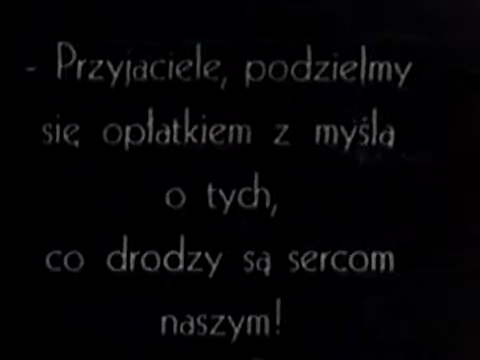 - Przyjaciele, podzielmy
się opłatkiem z myślą
o tych,
co drodzy są sercom
naszym!